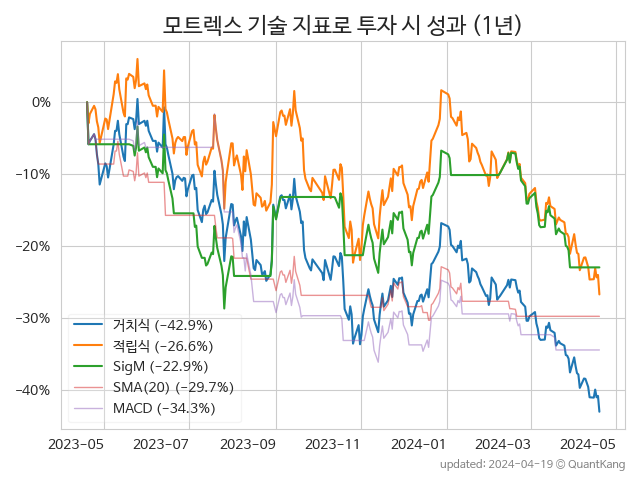 모트렉스 기술 지표로 투자 시 성과 (1년)
0%
−10%
−20%
−30%
−40%
거치식 (−42.9%)
적립식 (−26.6%)
SigM (−22.9%)
SMA(20) (−29.7%)
MACD (−34.3%)
2023-05 2023-07 2023-09 2023-11 2024-01 2024-03 2024-05
updated: 2024-04-19 © QuantKang